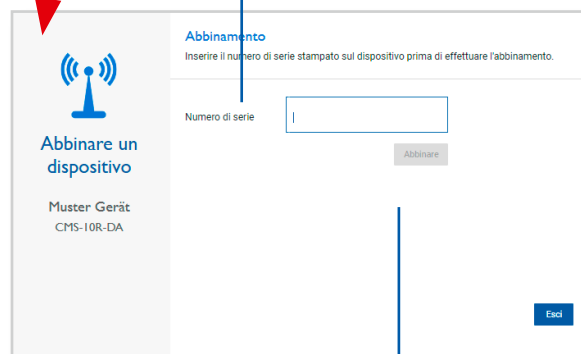 Abbinamento
Inserire il numero di serie stampato sul dispositivo prima di effettuare l'abbinamento.
Numero di serie
Abbinare
Abbinare un
dispositivo
Muster Gerät
CMS-10R-DA
Esci